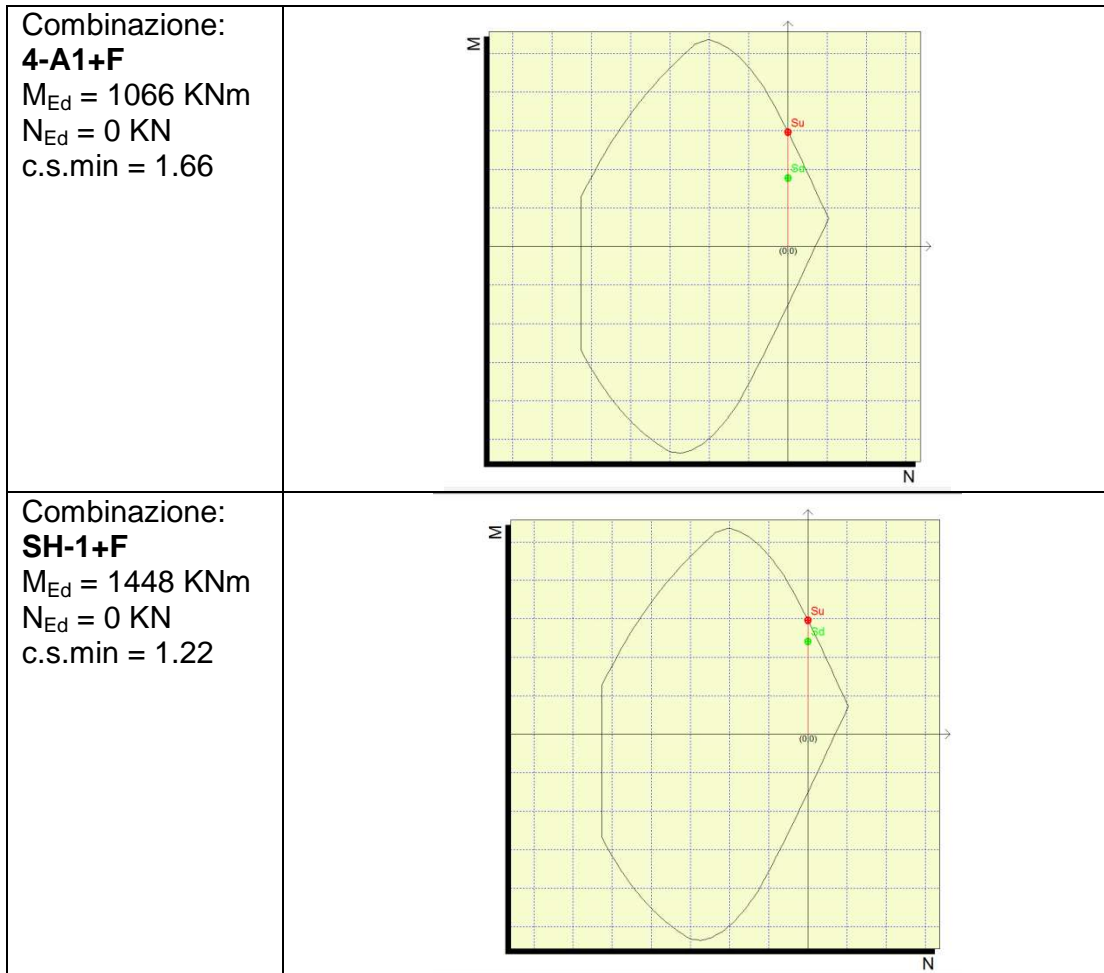 Combinazione:
4-A1+F
MEd = 1066 KNm
NEd = 0 KN
c.s.min = 1.66
M
Su
Sd
(0,0)
N
Combinazione:
SH-1+F
MEd = 1448 KNm
NEd = 0 KN
c.s.min = 1.22
M
Su
Sd
(0,0)
N